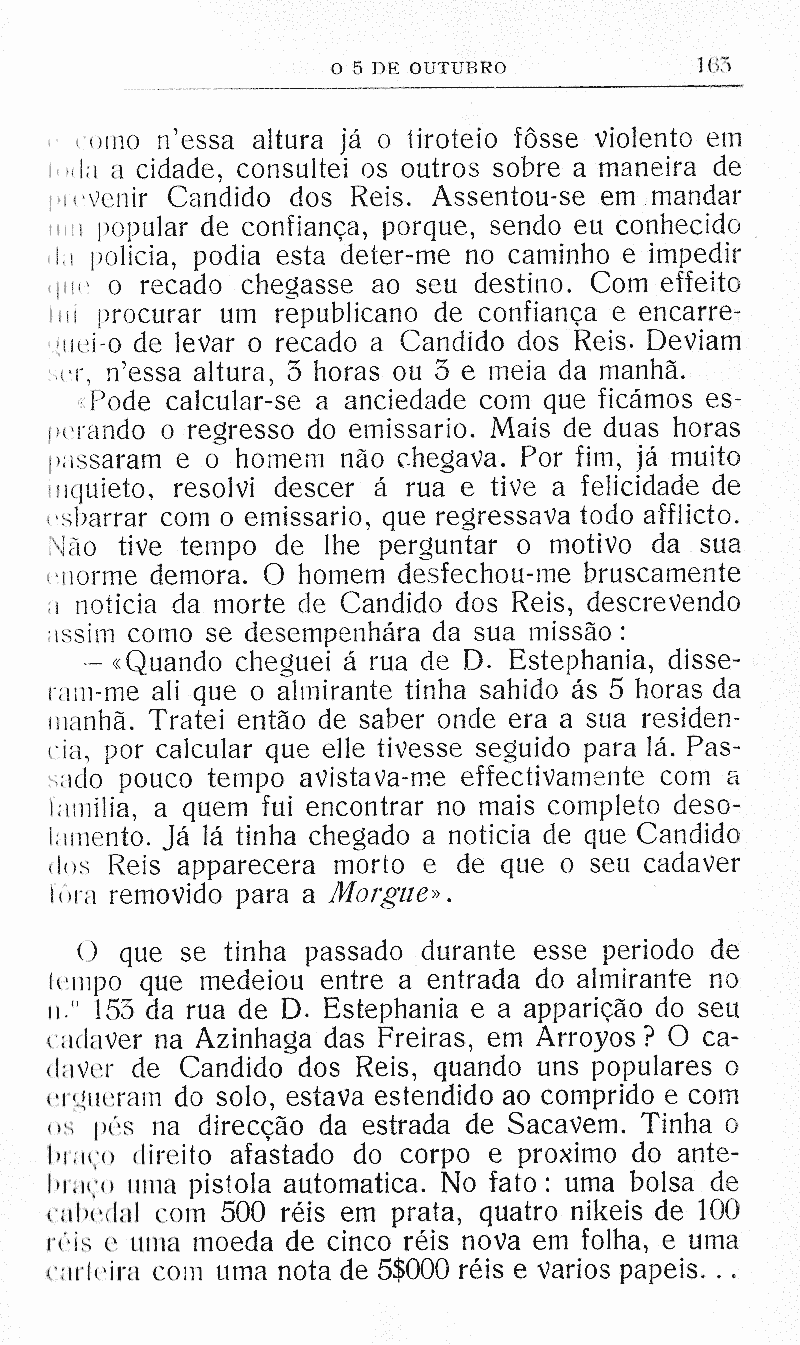 O 5 DE OUTUBRO 163
e como n'essa altura já o tiroteio fôsse violento em
toda a cidade, consultei os outros sobre a maneira de
prevenir Candido dos Reis. Assentou-se em mandar
um popular de confiança, porque, sendo eu conhecido
da policia, podia esta deter-me no caminho e impedir
que o recado chegasse ao seu destino. Com effeito
fui procurar um republicano de confiança e encarre-
guei-o de levar o recado a Candido dos Reis. Deviam
ser, n'essa altura, 3 horas ou 3 e meia da manhã.
«Pode calcular-se a anciedade com que ficámos es-
perando o regresso do emissario. Mais de duas horas
passaram e o homem não chegava. Por fim, já muito
inquieto, resolvi descer á rua e tive a felicidade de
esbarrar com o emissario, que regressava todo afflicto.
Não tive tempo de lhe perguntar o motivo da sua
enorme demora. O homem desfechou-me bruscamente
a noticia da morte de Candido dos Reis, descrevendo
assim como se desempenhára da sua missão:
— «Quando cheguei á rua de D. Estephania, disse-
ram-me ali que o almirante tinha sahido ás 5 horas da
manhã. Tratei então de saber onde era a sua residen-
cia, por calcular que elle tivesse seguido para lá. Pas-
sado pouco tempo avistava-me effectivamente com a
familia, a quem fui encontrar no mais completo deso-
lamento. Já lá tinha chegado a noticia de que Candido
dos Reis apparecera morto e de que o seu cadaver
fôra removido para a Morgue».
O que se tinha passado durante esse periodo de
tempo que medeiou entre a entrada do almirante no
n.º 153 da rua de D. Estephania e a apparição do seu
cadaver na Azinhaga das Freiras, em Arroyos? O ca-
daver de Candido dos Reis, quando uns populares o
ergueram do solo, estava estendido ao comprido e com
os pés na direcção da estrada de Sacavem. Tinha o
braço direito afastado do corpo e proximo do ante-
braço uma pistola automatica. No fato: uma bolsa de
cabedal com 500 réis em prata, quatro nikeis de 100
réis e uma moeda de cinco réis nova em folha, e uma
carteira com uma nota de 5$000 réis e varios papeis...